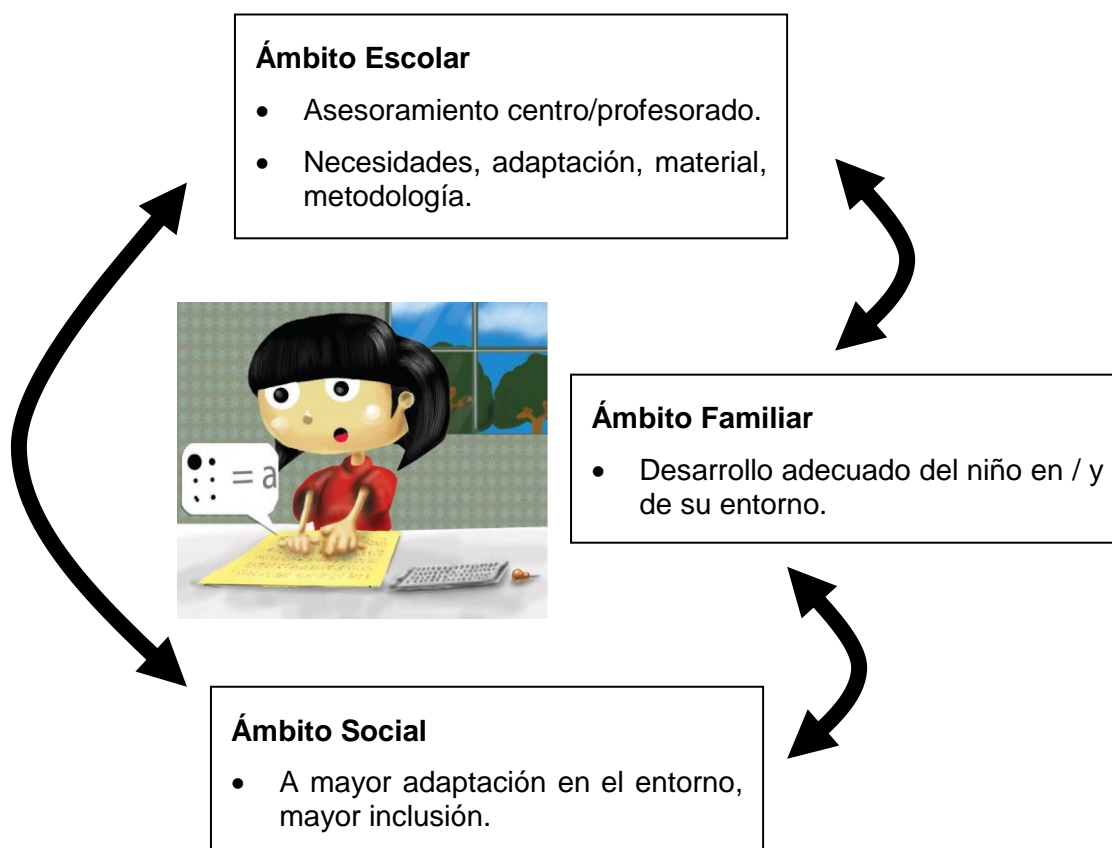 Ámbito Escolar
• Asesoramiento centro/profesorado.
• Necesidades, adaptación, material,
metodología.
= a
Ámbito Familiar
• Desarrollo adecuado del niño en / y
de su entorno.
Ámbito Social
• A mayor adaptación en el entorno,
mayor inclusión.